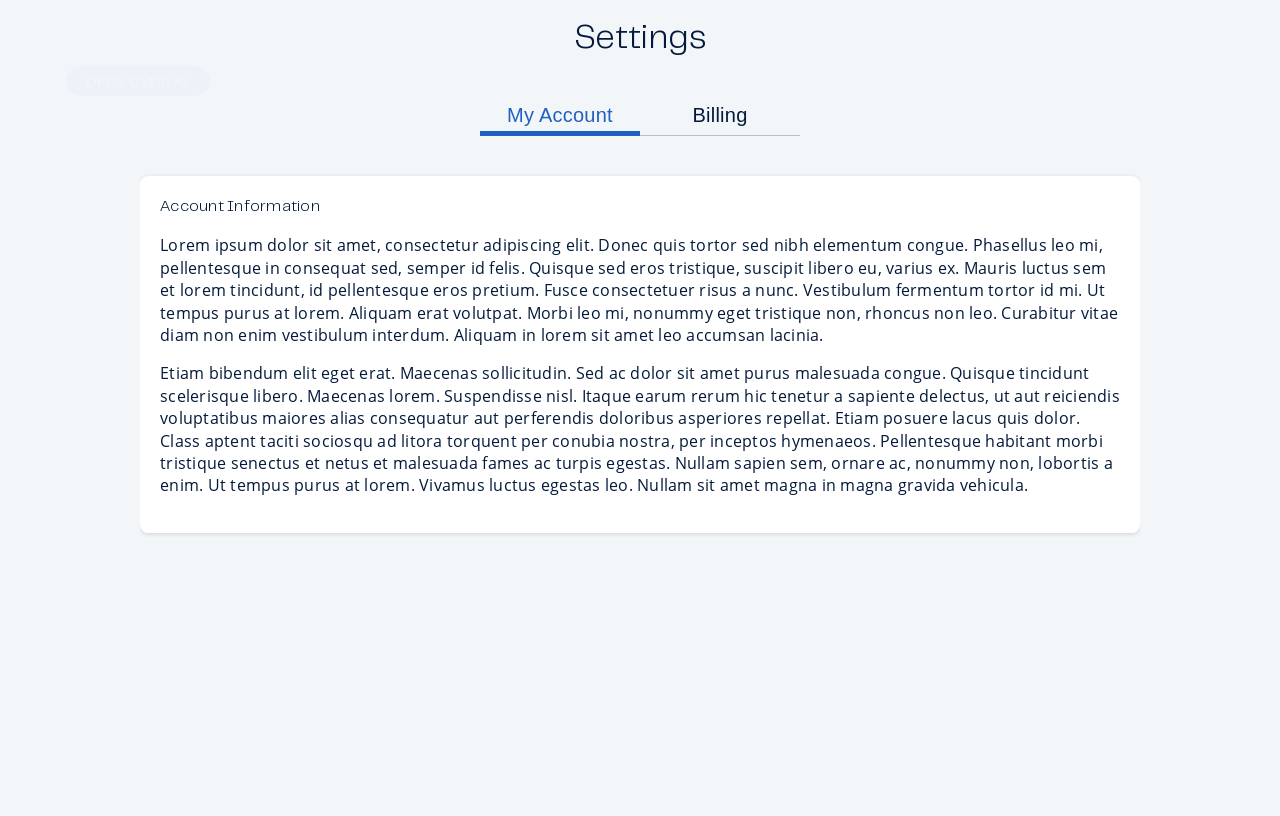 Settings
OPEN OVERLAY
My Account
Billing
Account Information
Lorem ipsum dolor sit amet, consectetur adipiscing elit. Donec quis tortor sed nibh elementum congue. Phasellus leo mi,
pellentesque in consequat sed, semper id felis. Quisque sed eros tristique, suscipit libero eu, varius ex. Mauris luctus sem
et lorem tincidunt, id pellentesque eros pretium. Fusce consectetuer risus a nunc. Vestibulum fermentum tortor id mi. Ut
tempus purus at lorem. Aliquam erat volutpat. Morbi leo mi, nonummy eget tristique non, rhoncus non leo. Curabitur vitae
diam non enim vestibulum interdum. Aliquam in lorem sit amet leo accumsan lacinia.
Etiam bibendum elit eget erat. Maecenas sollicitudin. Sed ac dolor sit amet purus malesuada congue. Quisque tincidunt
scelerisque libero. Maecenas lorem. Suspendisse nisl. Itaque earum rerum hic tenetur a sapiente delectus, ut aut reiciendis
voluptatibus maiores alias consequatur aut perferendis doloribus asperiores repellat. Etiam posuere lacus quis dolor.
Class aptent taciti sociosqu ad litora torquent per conubia nostra, per inceptos hymenaeos. Pellentesque habitant morbi
tristique senectus et netus et malesuada fames ac turpis egestas. Nullam sapien sem, ornare ac, nonummy non, lobortis a
enim. Ut tempus purus at lorem. Vivamus luctus egestas leo. Nullam sit amet magna in magna gravida vehicula.